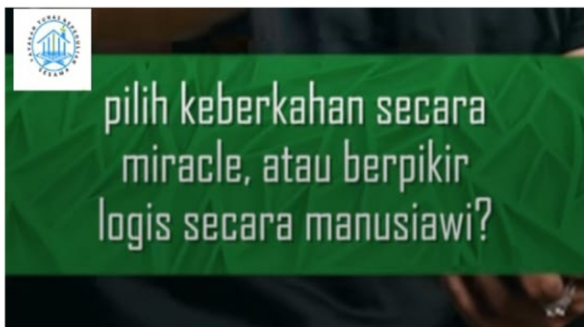 pilih keberkahan secara
miracle, atau berpikir
logis secara manusiawi?